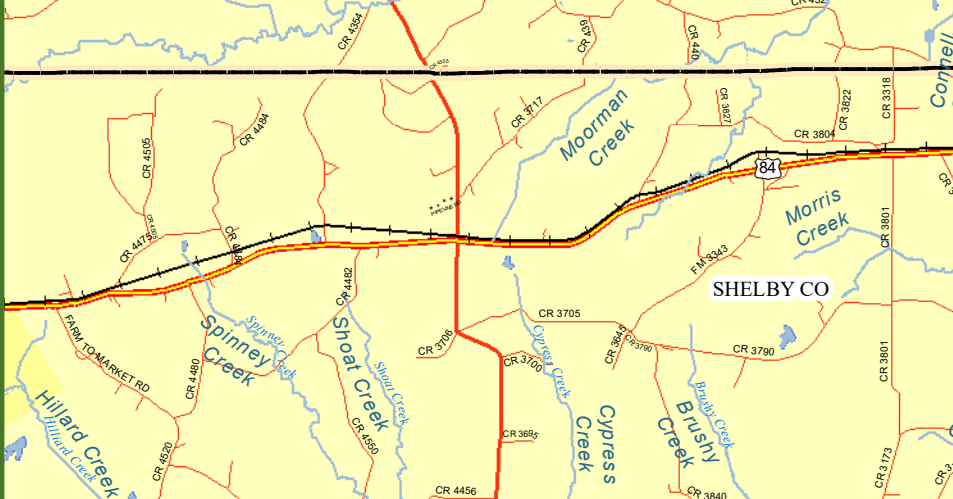 CR 4354
CR 439
CR 440
CR 4355
Connell
CR 3717
Moorman
Creek
CR 3827
CR 3822
CR 3318
CR 3804
CR 4505
CR 4484
84
PIPELINE RD
CR 4475
Morris
Creek
CR 3801
FM 3343
SHELBY CO
CR 4482
FARM TO MARKET RD
CR 4480
Spinney
Creek
Spinney Creek
Shoat Creek
Shoat Creek
CR 3706
CR 3705
CR 3700
CR 3645
CR 3790
CR 3790
CR 3801
Cypress Creek
Cypress
Creek
Brushy Creek
Brushy
Creek
Hillard Creek
Hilliard Creek
CR 4520
CR 4550
CR 3695
CR 4456
CR 3840
CR 3173